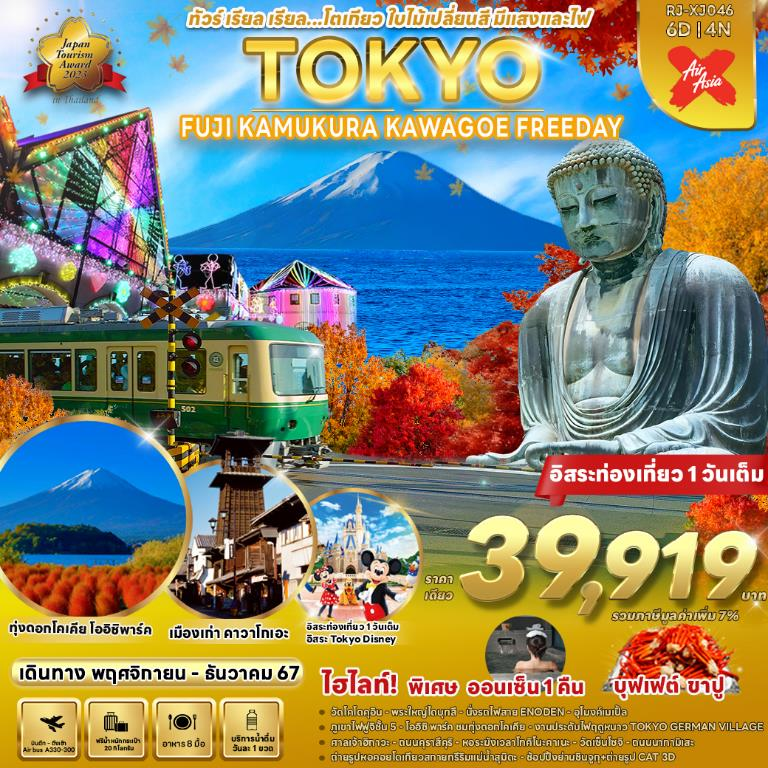 ทัวร์ เรียล เรียล...โตเกียว ใบไม้เปลี่ยนสี มีแสงและไฟ
RJ-XJ046
6D | 4N
Air Asia
Japan
Tourism
Award
2023
in Thailand
TOKYO
FUJI KAMUKURA KAWAGOE FREEDAY
502
อิสระท่องเที่ยว 1 วันเต็ม
ราคา
เดียว
39,919
บาท
รวมภาษีมูลค่าเพิ่ม 7%
ทุ่งดอกโคเคีย โออิชิพาร์ค
เมืองเก่า คาวาโกเอะ
อิสระท่องเที่ยว 1 วันเต็ม
อิสระ Tokyo Disney
เดินทาง พฤศจิกายน - ธันวาคม 67
บินลัด - ตั๋วเช้า
Air bus A330-300
ฟรีน้ำหนักกระเป๋า
20 กิโลกรัม
อาหาร 8 มื้อ
บริการน้ำดื่ม
วันละ 1 ขวด
ไฮไลท์! พิเศษ ออนเซ็น 1 คืน
บุฟเฟต์ ขาปู
• วัดโคโตคุอิน - พระใหญ่ไดบุทสึ - นั่งรถไฟสาย ENODEN - อุโมงค์เมเปิ้ล
• ภูเขาไฟฟูจิชั้น 5 - โออิชิ พาร์ค ชมทุ่งดอกโคเคีย - งานประดับไฟฤดูหนาว TOKYO GERMAN VILLAGE
• ศาลเจ้าฮิกาวะ - ถนนคุราสึคุริ - หอระฆังเวลาโทคิโนะคาเนะ - วัดเซ็นโซจิ - ถนนนากามิเสะ
• ถ่ายรูปหอคอยโตเกียวสกายทรีริมแม่น้ำสุมิดะ - ช้อปปิ้งย่านชินจูกุ+ถ่ายรูป CAT 3D